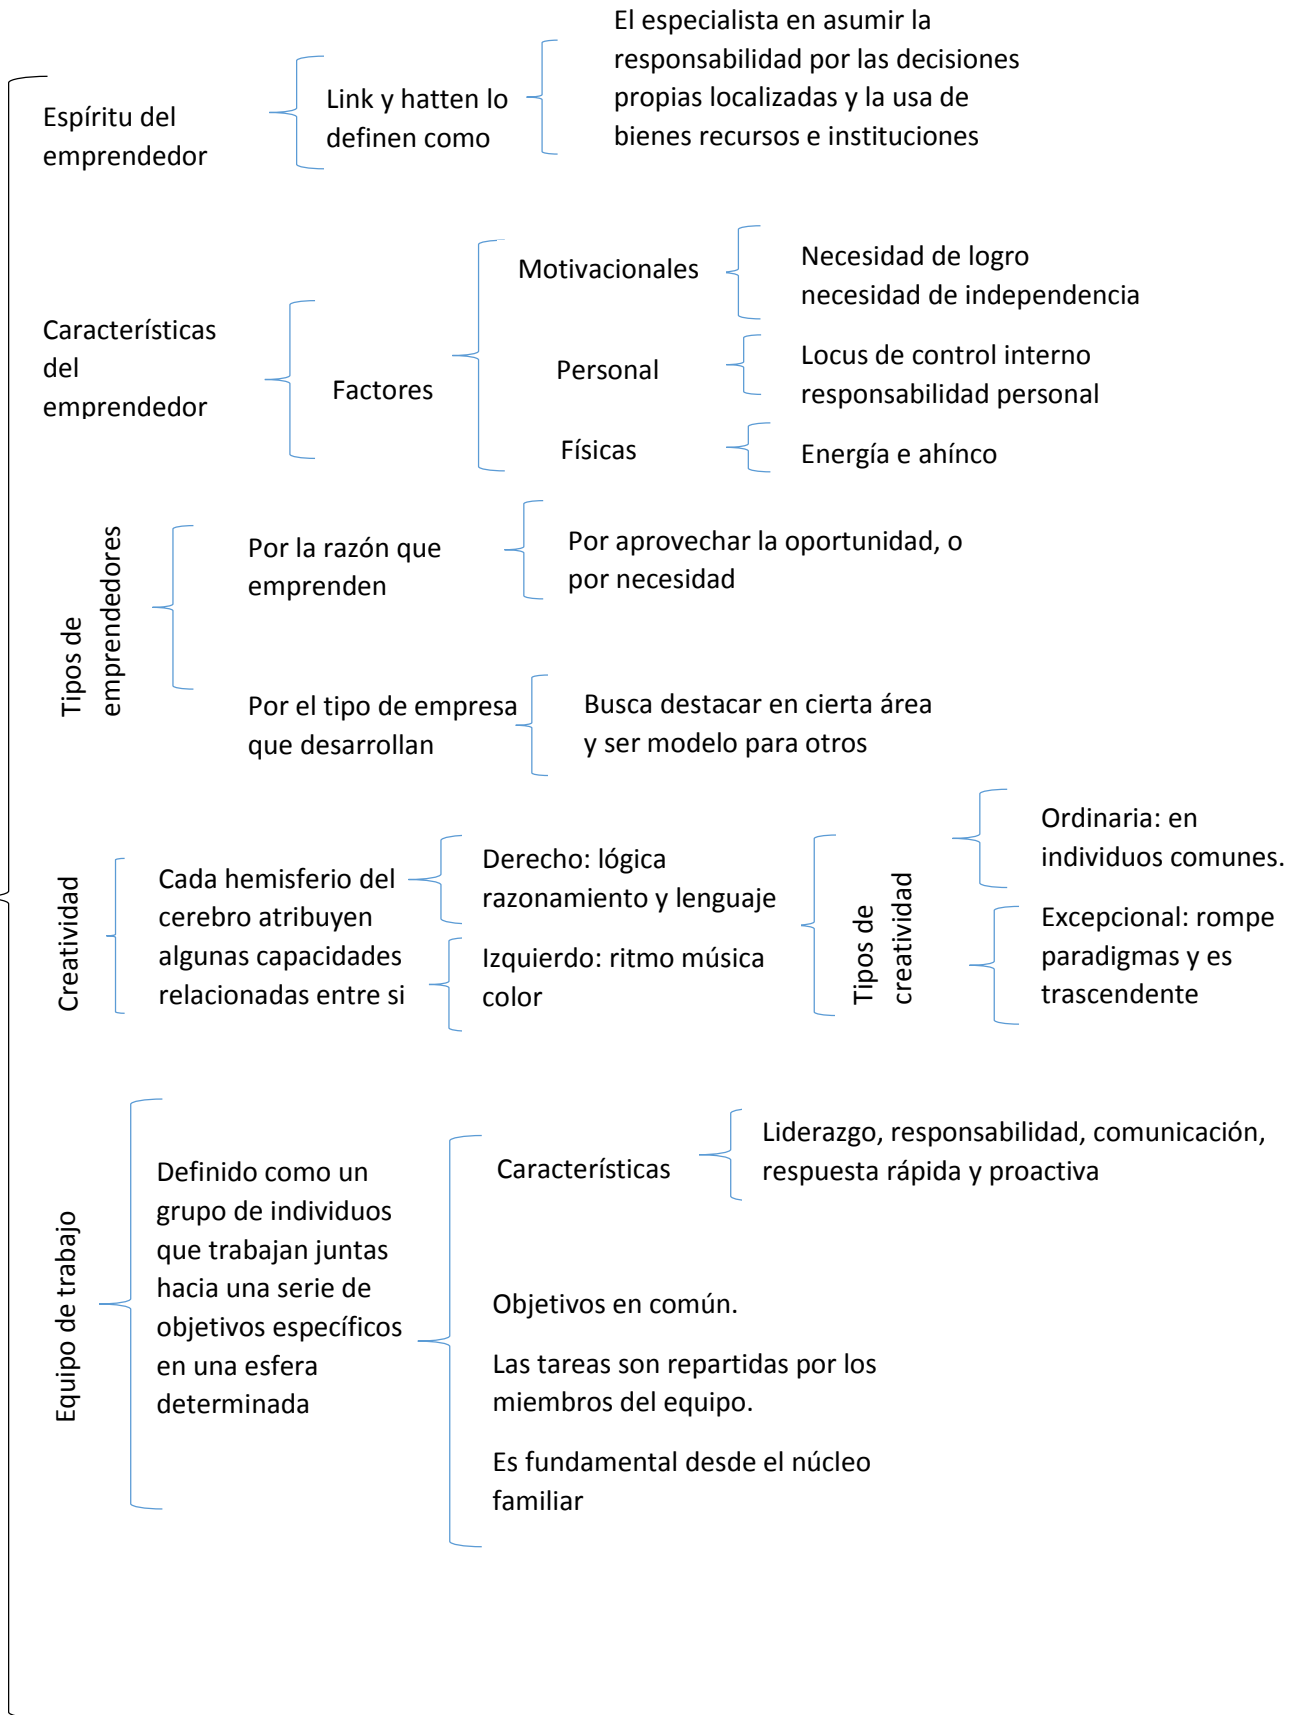 Espíritu del
emprendedor
Link y hatten lo
definen como
El especialista en asumir la
responsabilidad por las decisiones
propias localizadas y la usa de
bienes recursos e instituciones
Características
del
emprendedor
Factores
Motivacionales
Necesidad de logro
necesidad de independencia
Personal
Locus de control interno
responsabilidad personal
Físicas
Energía e ahínco
Tipos de
emprendedores
Por la razón que
emprenden
Por aprovechar la oportunidad, o
por necesidad
Por el tipo de empresa
que desarrollan
Busca destacar en cierta área
y ser modelo para otros
Creatividad
Cada hemisferio del
cerebro atribuyen
algunas capacidades
relacionadas entre si
Derecho: lógica
razonamiento y lenguaje
Izquierdo: ritmo música
color
Tipos de
creatividad
Ordinaria: en
individuos comunes.
Excepcional: rompe
paradigmas y es
trascendente
Equipo de trabajo
Definido como un
grupo de individuos
que trabajan juntas
hacia una serie de
objetivos específicos
en una esfera
determinada
Características
Liderazgo, responsabilidad, comunicación,
respuesta rápida y proactiva
Objetivos en común.
Las tareas son repartidas por los
miembros del equipo.
Es fundamental desde el núcleo
familiar